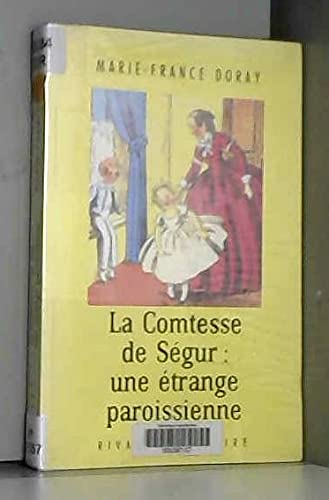 MARIE-FRANCE DORAY
La Comtesse
de Ségur :
une étrange
paroissienne